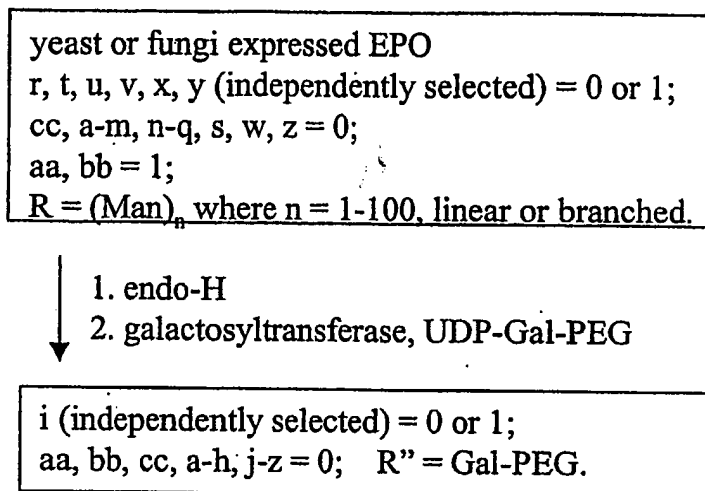 yeast or fungi expressed EPO
r, t, u, v, x, y (independently selected) = 0 or 1;
cc, a-m, n-q, s, w, z = 0;
aa, bb = 1;
R = (Man)n where n = 1-100, linear or branched.
1. endo-H
2. galactosyltransferase, UDP-Gal-PEG
i (independently selected) = 0 or 1;
aa, bb, cc, a-h, j-z = 0; R” = Gal-PEG.